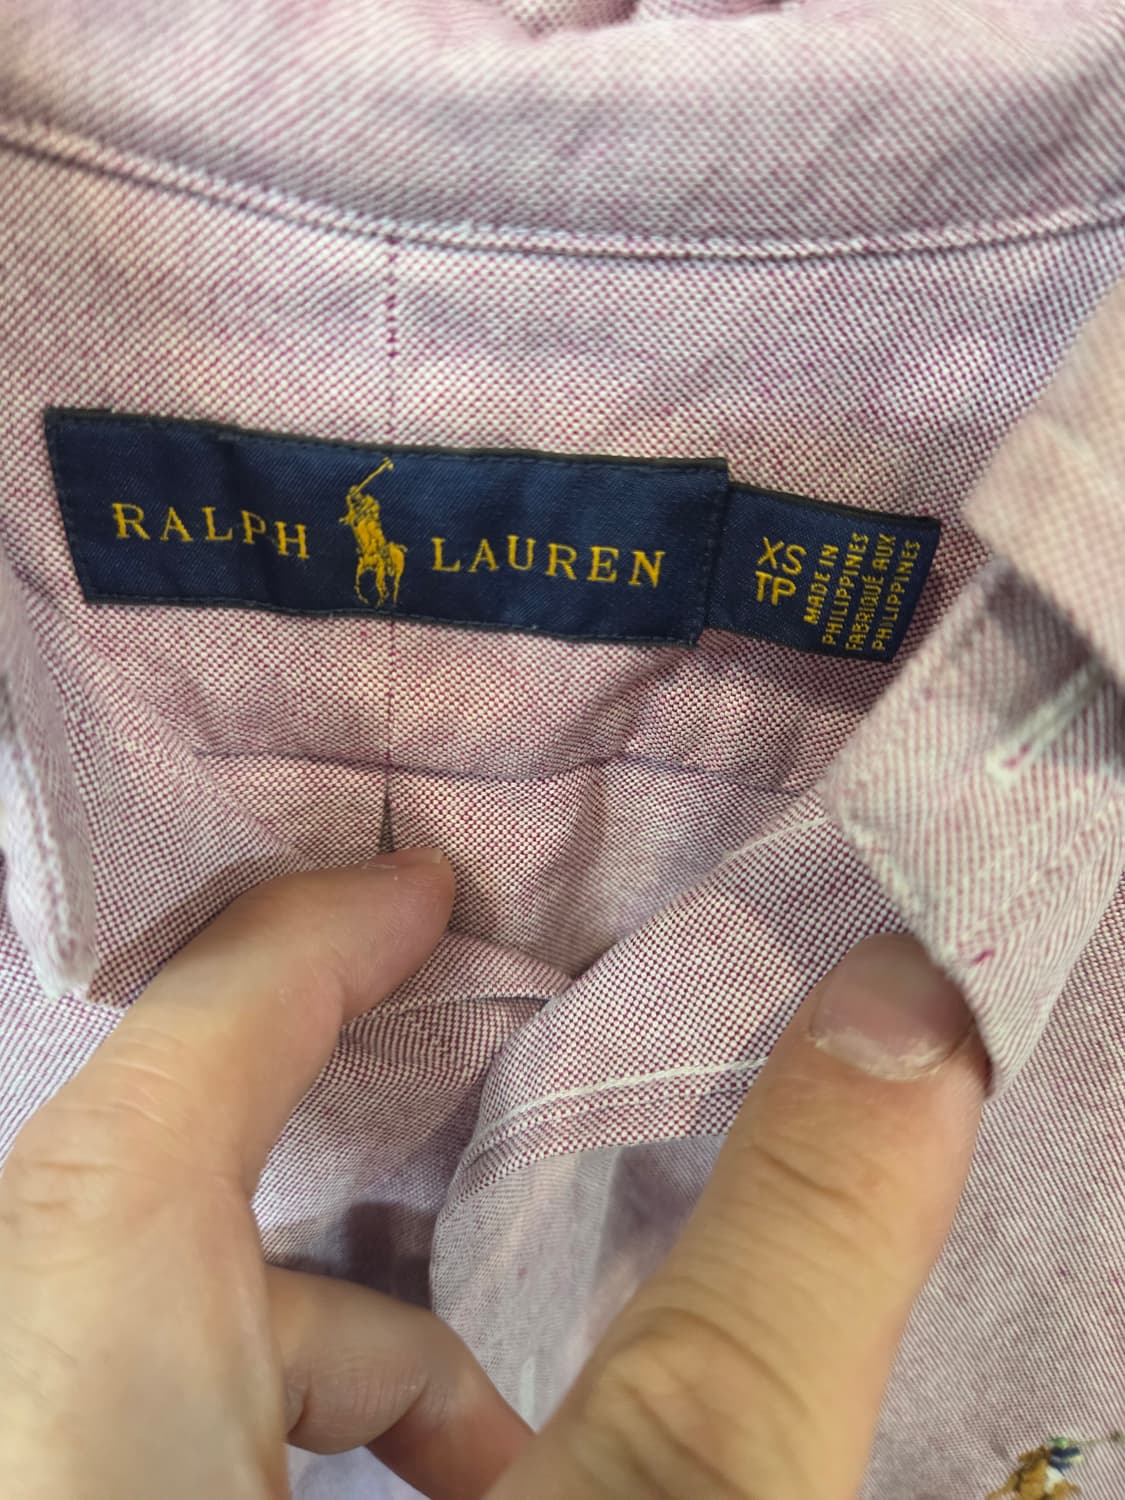 RALPH LAUREN
XS
TP
MADE IN
PHILIPPINES
FABRIQUÉ AUX
PHILIPPINES